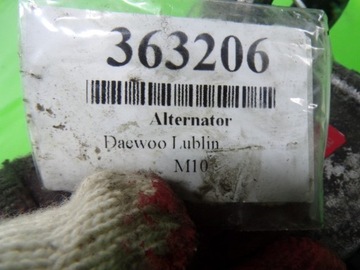 363206
Alternator
Daewoo Lublin
M10